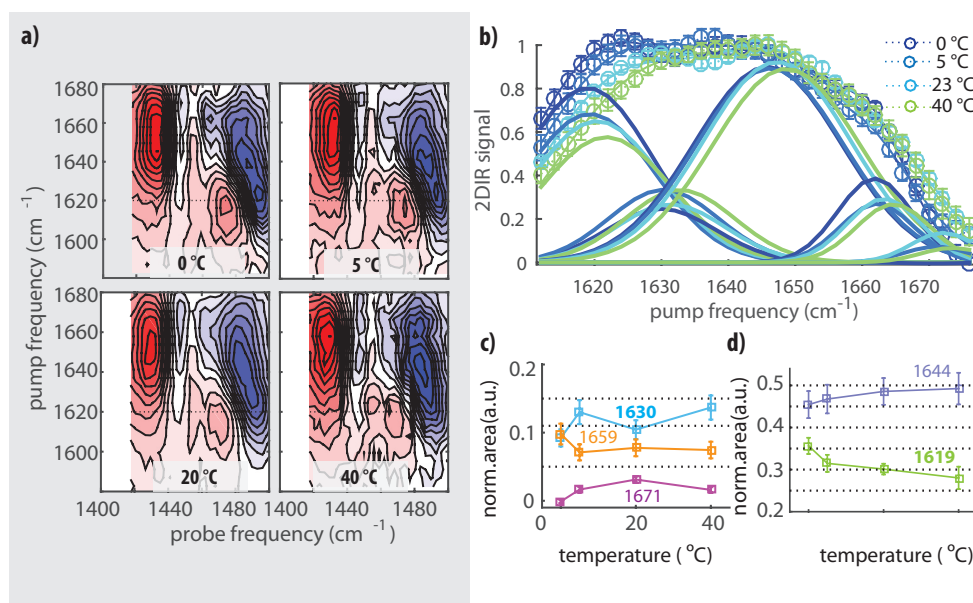 a)
1680
1660
1640
1620
1600
0 °C
5 °C
1680
1660
1640
1620
1600
20 °C
40 °C
1400 1440 1480 1400 1440 1480
pump frequency (cm -1)
probe frequency (cm -1)
b)
1
0.8
0.6
0.4
0.2
0
2DIR signal
0 °C
5 °C
23 °C
40 °C
1620 1630 1640 1650 1660 1670
pump frequency (cm-1)
c)
0.1
0
norm.area(a.u.)
1630
1659
1671
0 20 40
temperature ( °C)
d)
0.5
0.4
0.3
0.2
norm.area(a.u.)
1644
1619
temperature ( °C)